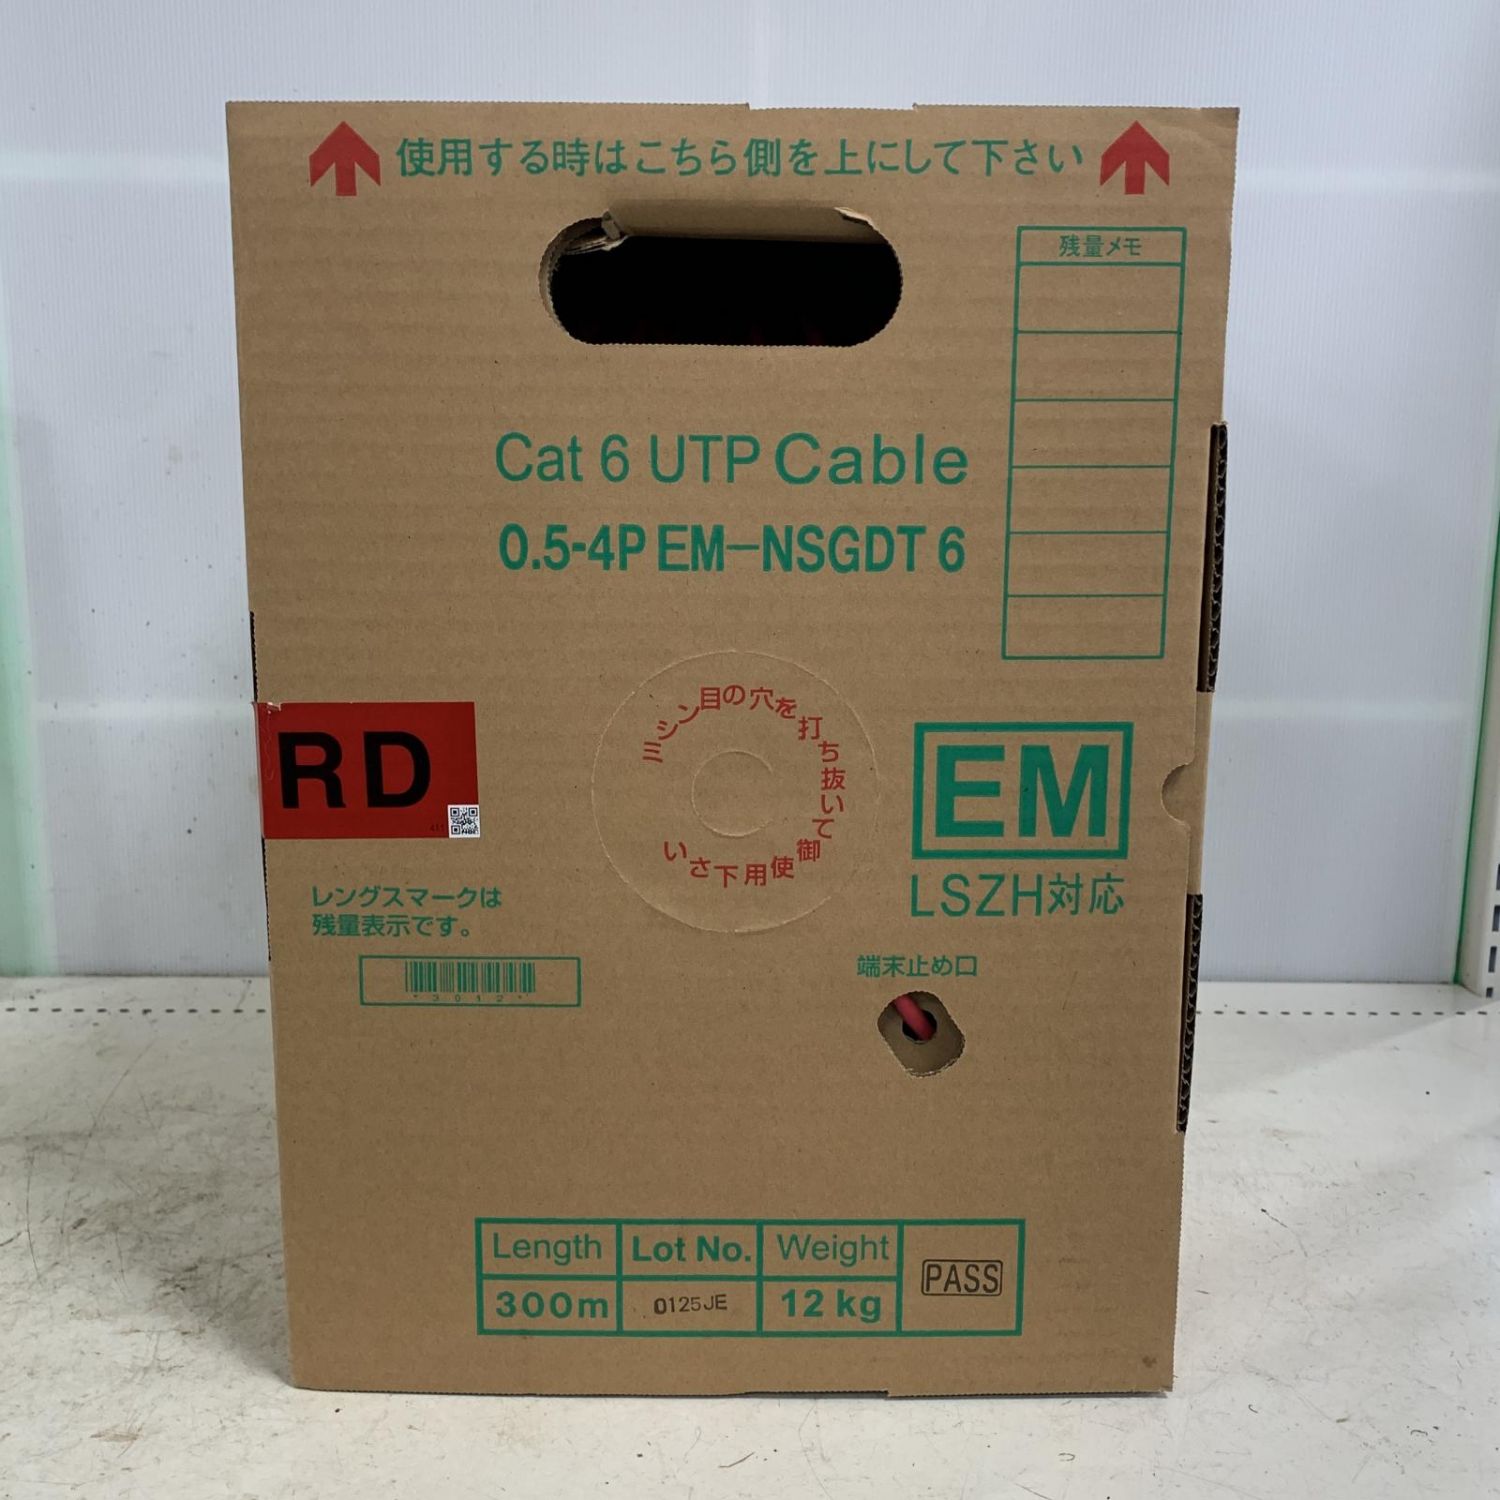 使用する時はこちら側を上にして下さい
残量メモ
Cat 6 UTP Cable
0.5-4P EM-NSGDT 6
ミシン目の穴を打ち抜いて御使用下さい
RD
EM
LSZH対応
レングスマークは
残量表示です。
*3012*
端末止め口
Length Lot No. Weight
300m 0125JE 12 kg
PASS